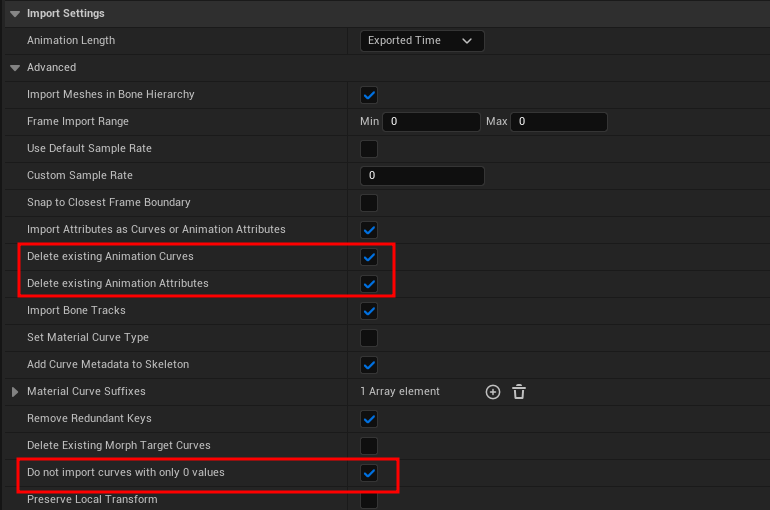 Import Settings
Animation Length Exported Time
Advanced
Import Meshes in Bone Hierarchy
Frame Import Range Min 0 Max 0
Use Default Sample Rate
Custom Sample Rate 0
Snap to Closest Frame Boundary
Import Attributes as Curves or Animation Attributes
Delete existing Animation Curves
Delete existing Animation Attributes
Import Bone Tracks
Set Material Curve Type
Add Curve Metadata to Skeleton
Material Curve Suffixes 1 Array element
Remove Redundant Keys
Delete Existing Morph Target Curves
Do not import curves with only 0 values
Preserve Local Transform